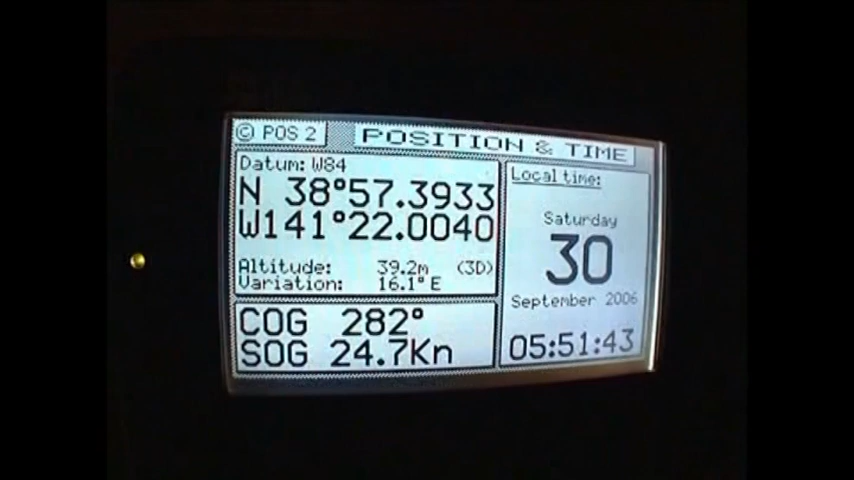 © POS 2 POSITION & TIME
Datum: W84
N 38°57.3933
W141°22.0040
Altitude: 39.2m (3D)
Variation: 16.1° E
COG 282°
SOG 24.7Kn
Local time:
Saturday
30
September 2006
05:51:43